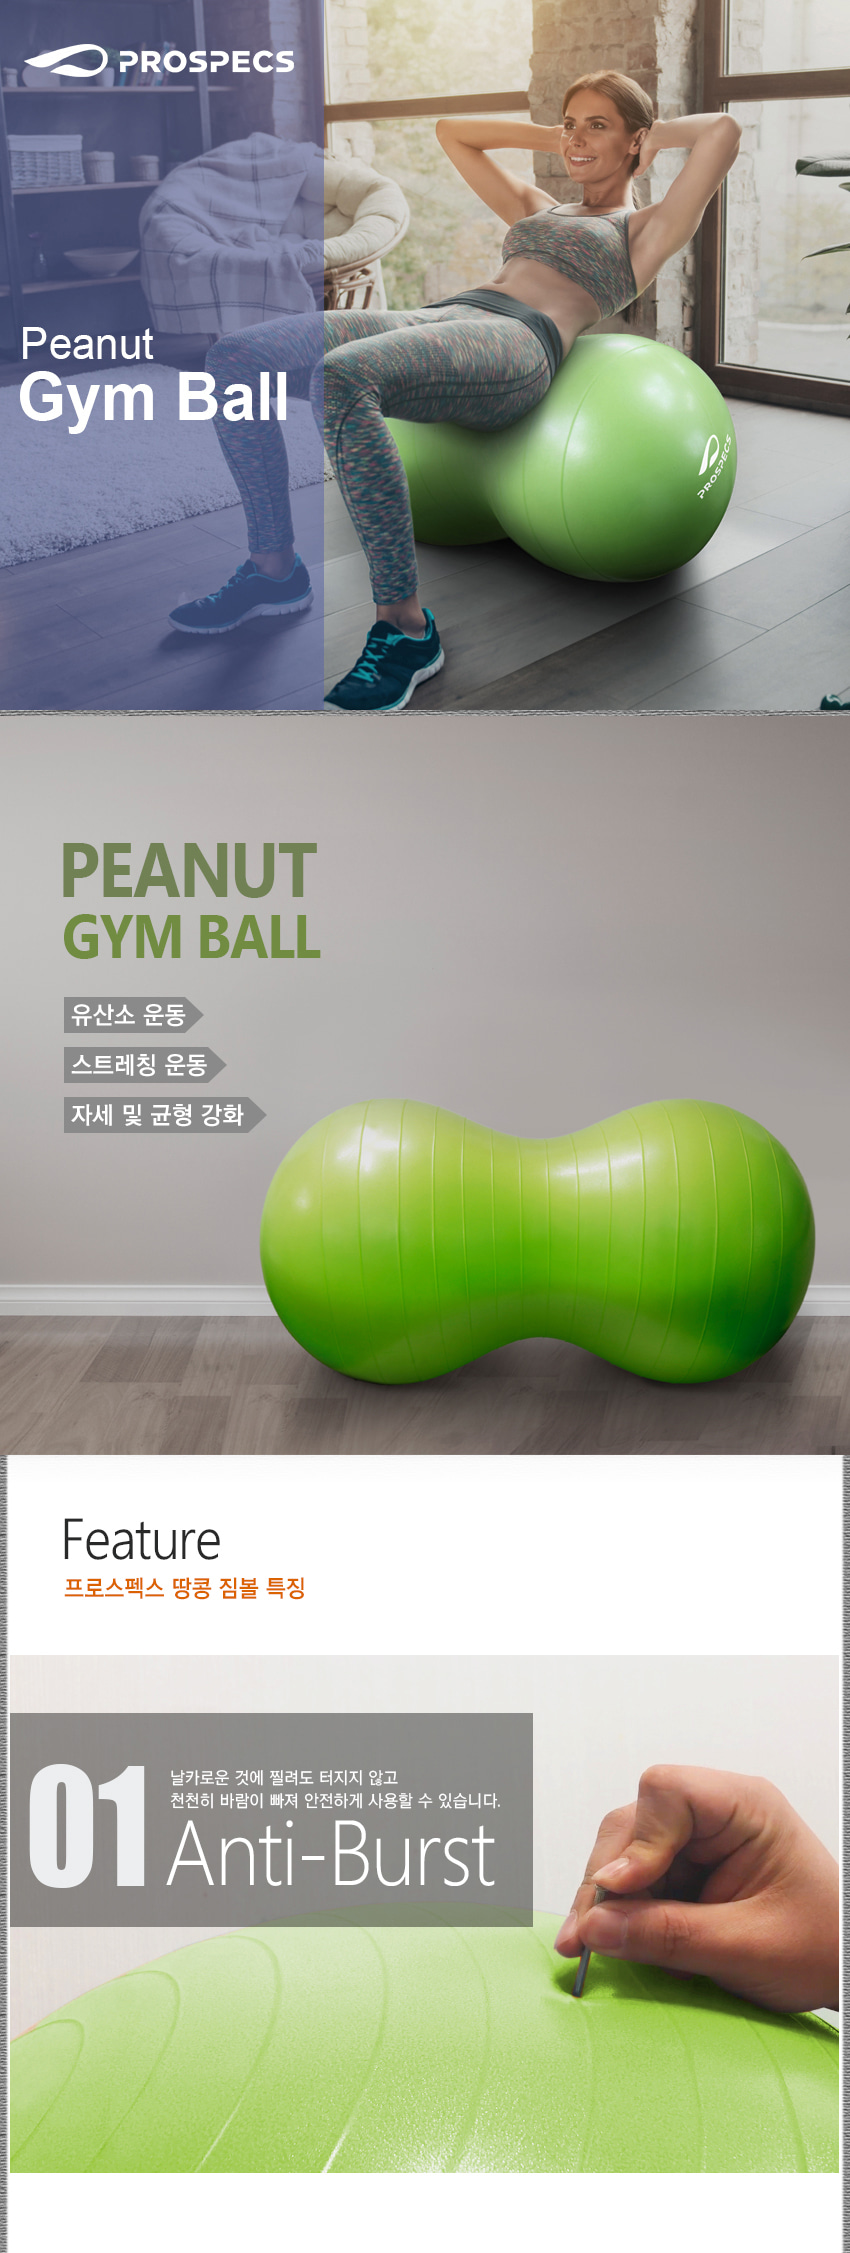 PROSPECS
Peanut
Gym Ball
PROSPECS
PEANUT
GYM BALL
유산소 운동
스트레칭 운동
자세 및 균형 강화
Feature
프로스펙스 땅콩 짐볼 특징
01
날카로운 것에 찔려도 터지지 않고
천천히 바람이 빠져 안전하게 사용할 수 있습니다.
Anti-Burst